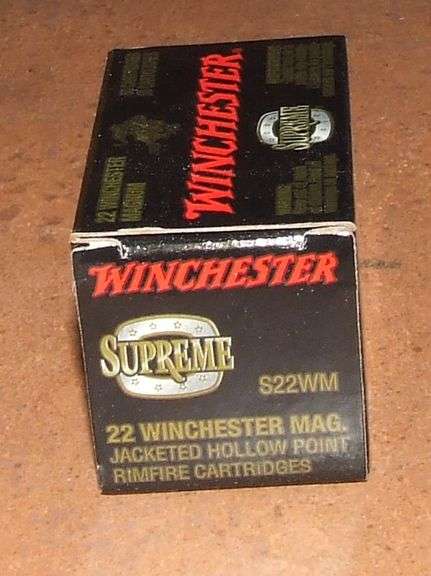 WINCHESTER
SUPREME
22 WINCHESTER
MAGNUM
WINCHESTER
SUPREME
S22WM
22 WINCHESTER MAG.
JACKETED HOLLOW POINT
RIMFIRE CARTRIDGES